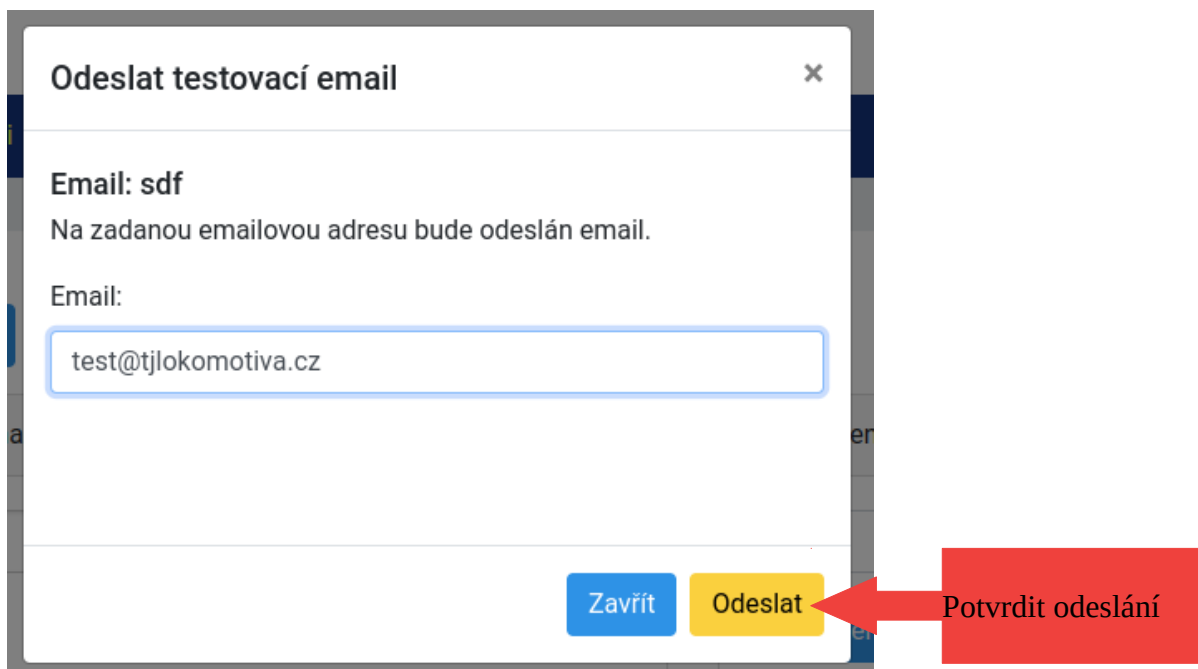 Odeslat testovací email
×
Email: sdf
Na zadanou emailovou adresu bude odeslán email.
Email:
test@tjlokomotiva.cz
Zavřít
Odeslat
Potvrdit odeslání